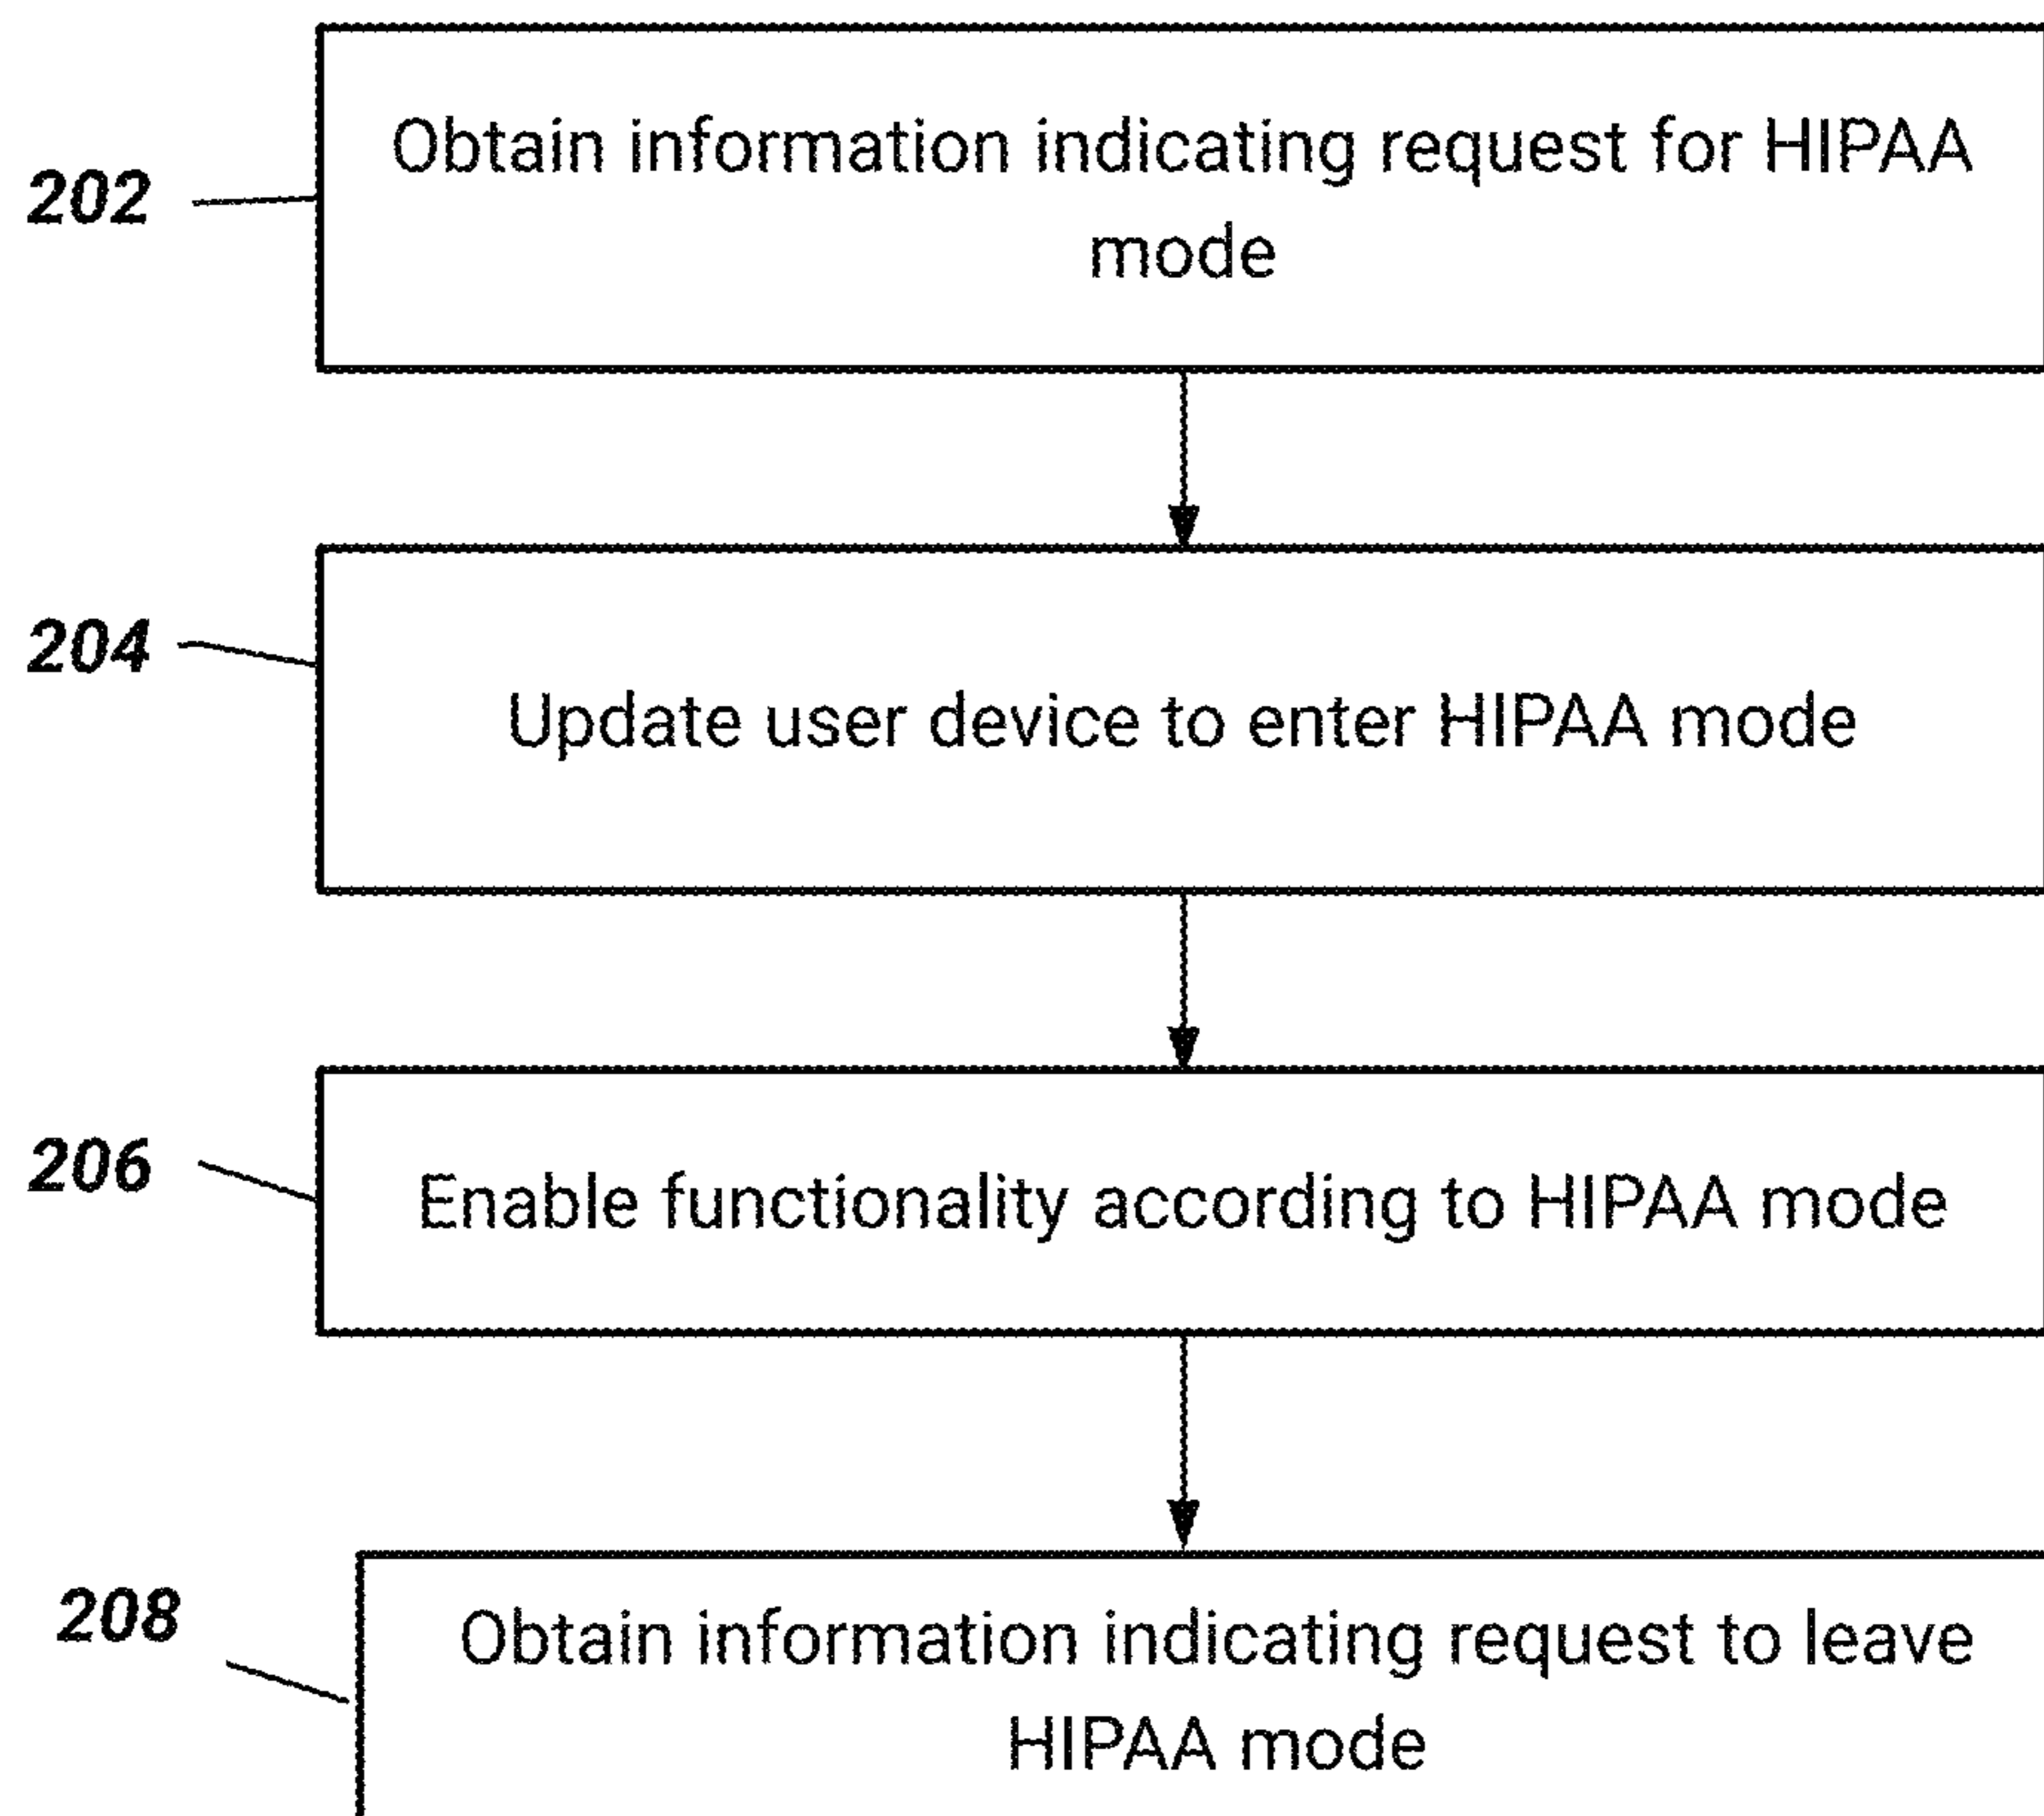 202
Obtain information indicating request for HIPAA
mode
204
Update user device to enter HIPAA mode
206
Enable functionality according to HIPAA mode
208
Obtain information indicating request to leave
HIPAA mode